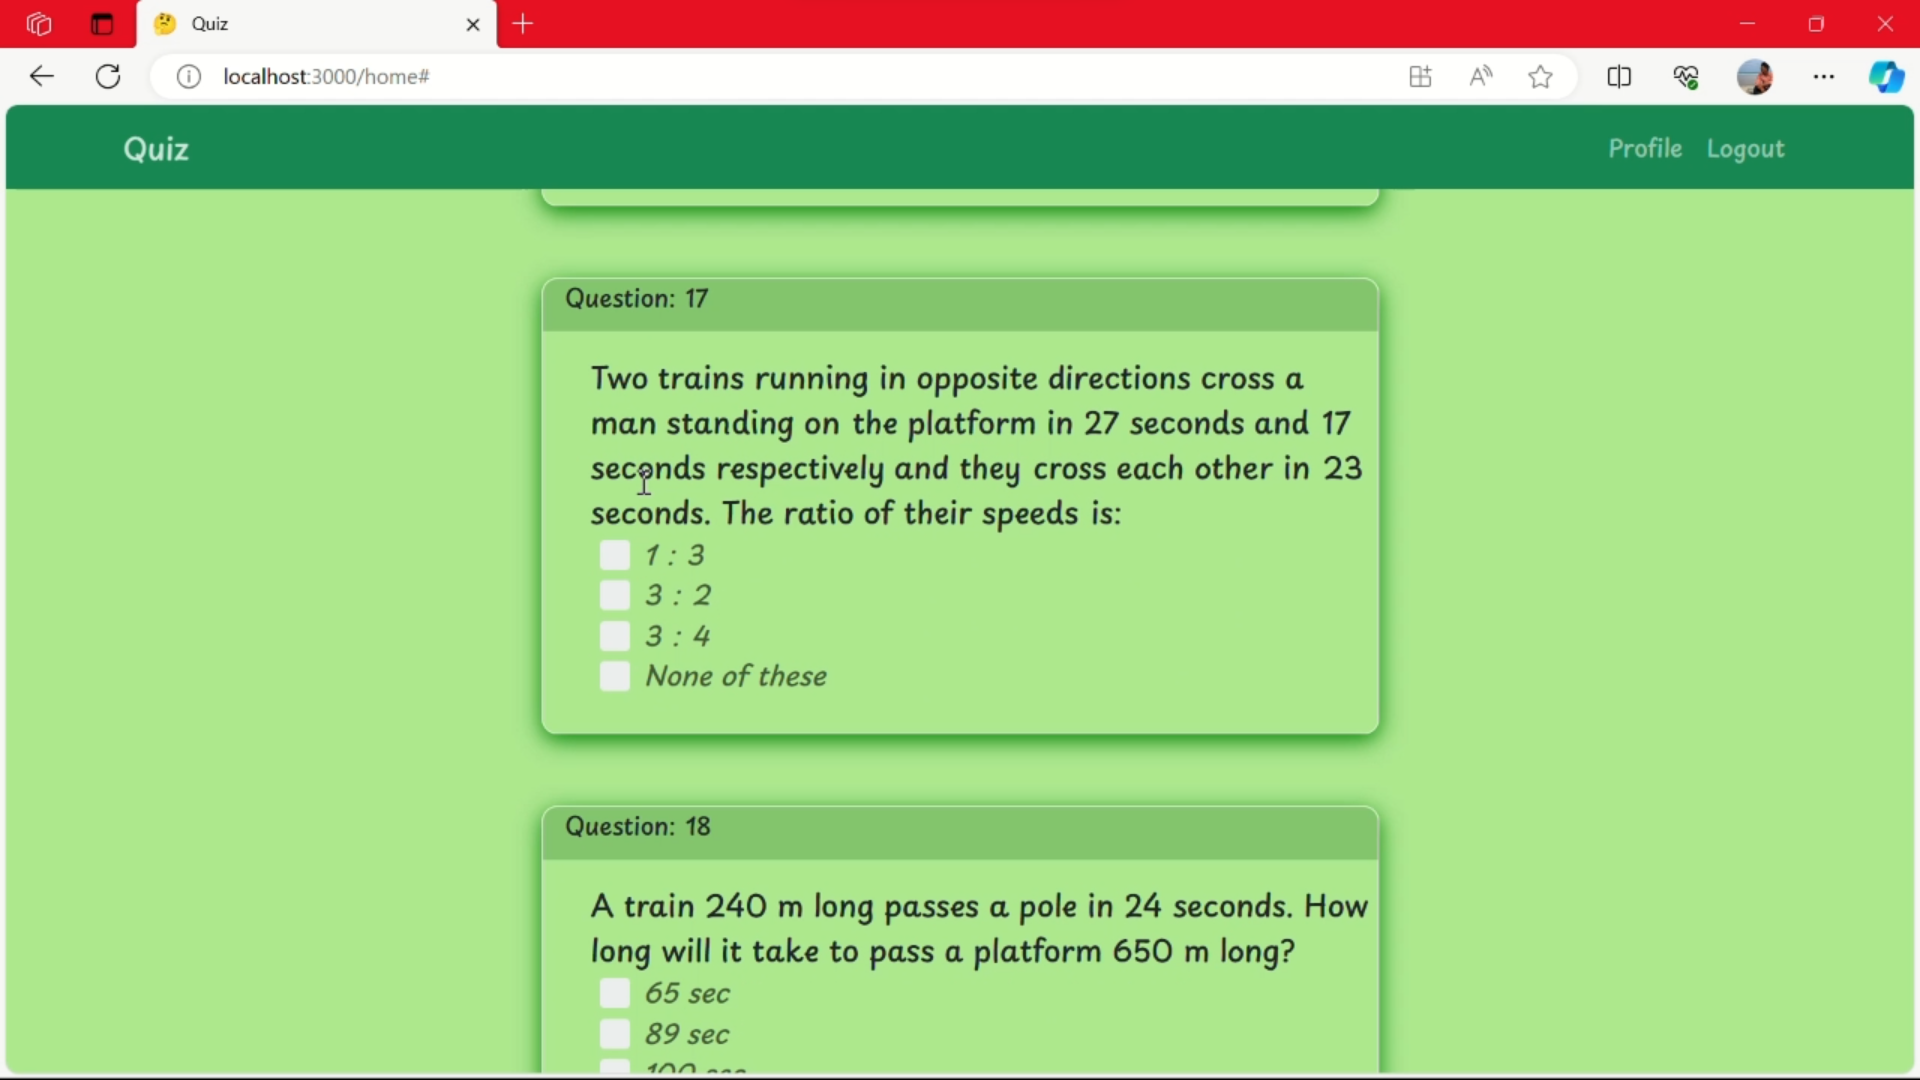 Quiz
localhost:3000/home#
Quiz
Profile Logout
Question: 17
Two trains running in opposite directions cross a
man standing on the platform in 27 seconds and 17
seconds respectively and they cross each other in 23
seconds. The ratio of their speeds is:
1 : 3
3 : 2
3 : 4
None of these
Question: 18
A train 240 m long passes a pole in 24 seconds. How
long will it take to pass a platform 650 m long?
65 sec
89 sec
100 sec